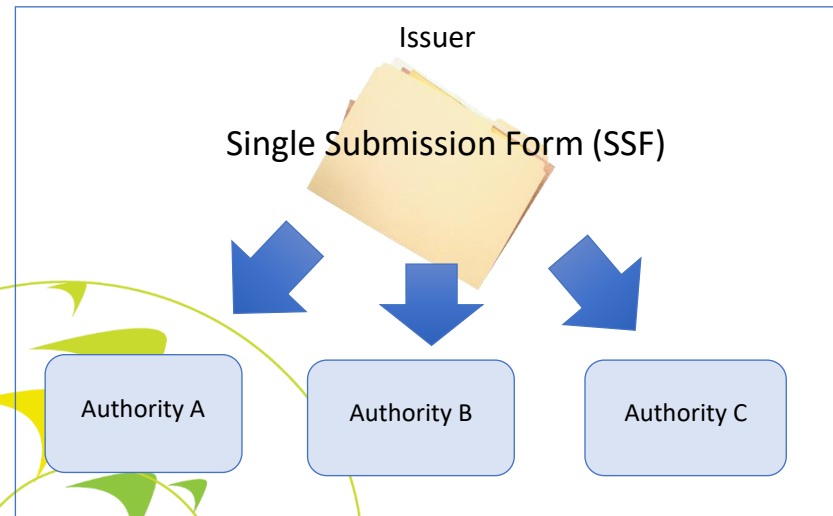 Issuer
Single Submission Form (SSF)
Authority A
Authority B
Authority C